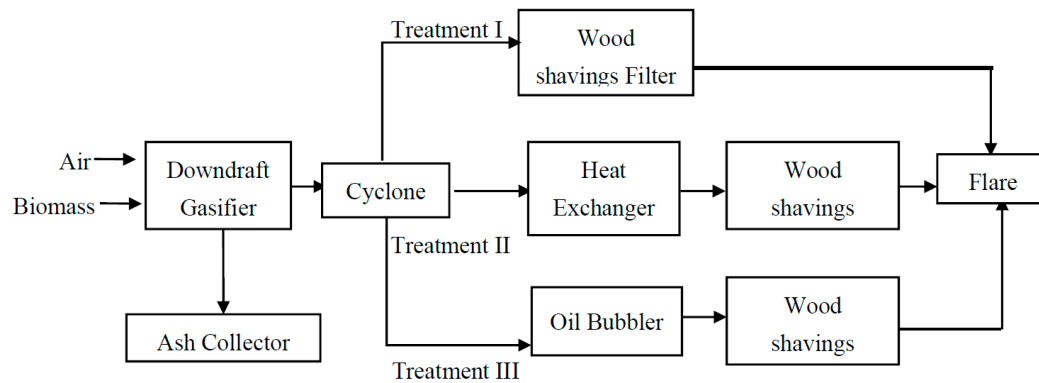 Treatment I
Wood
shavings Filter
Air
Biomass
Downdraft
Gasifier
Cyclone
Heat
Exchanger
Wood
shavings
Flare
Treatment II
Ash Collector
Oil Bubbler
Wood
shavings
Treatment III